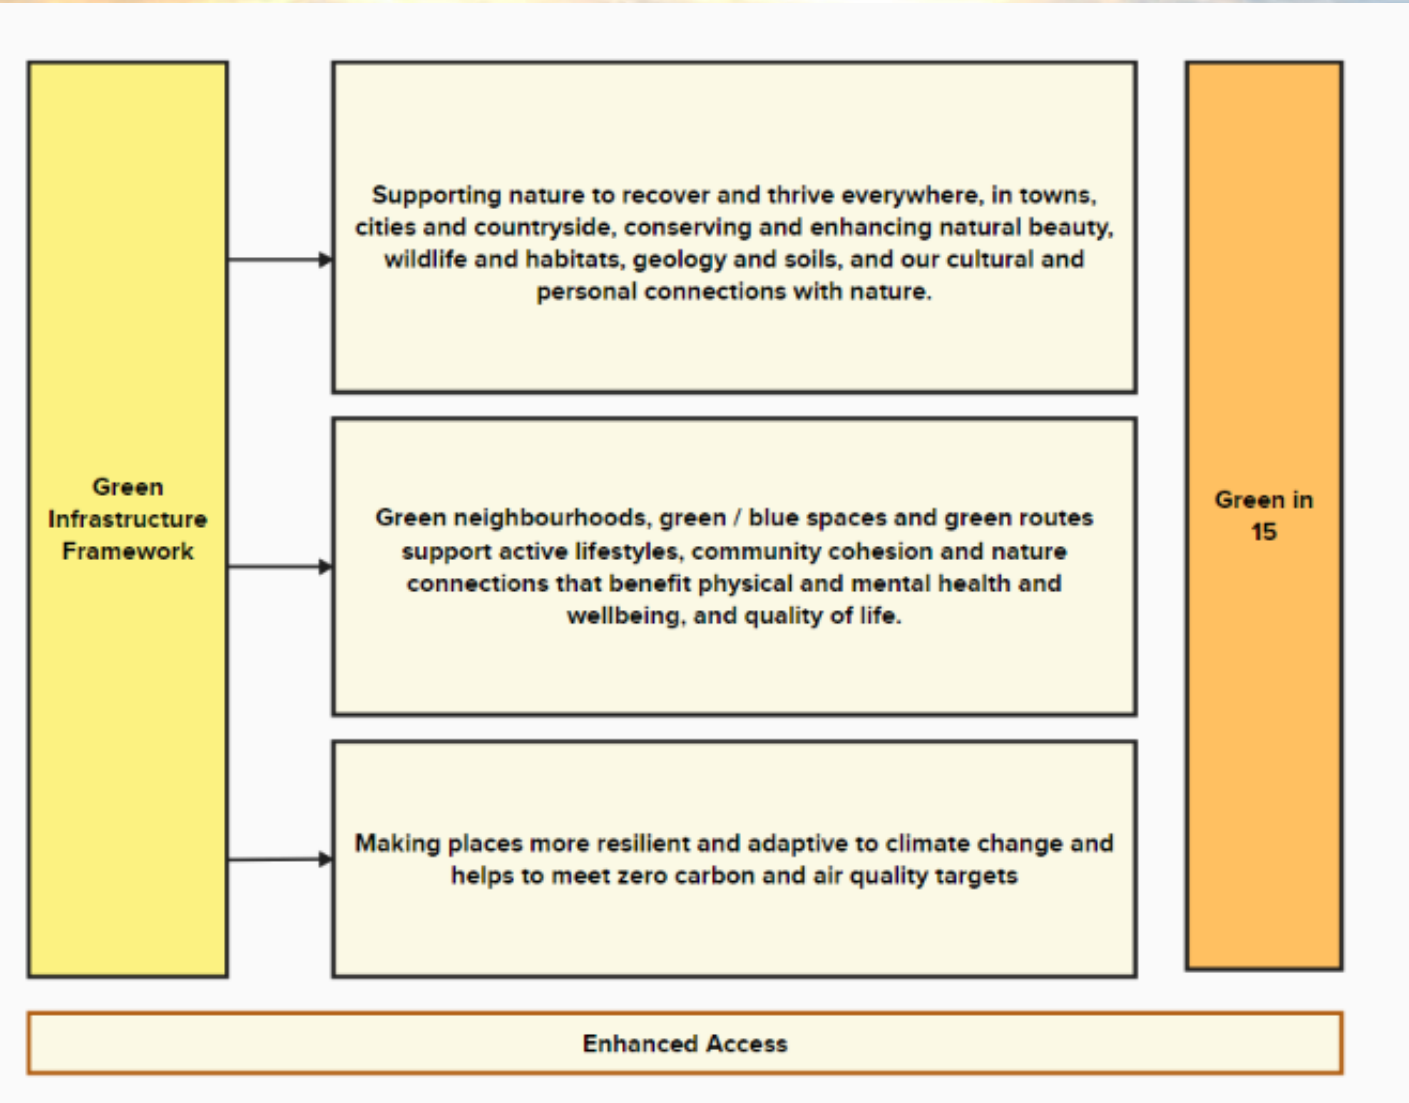 Green
Infrastructure
Framework
Supporting nature to recover and thrive everywhere, in towns,
cities and countryside, conserving and enhancing natural beauty,
wildlife and habitats, geology and soils, and our cultural and
personal connections with nature.
Green neighbourhoods, green / blue spaces and green routes
support active lifestyles, community cohesion and nature
connections that benefit physical and mental health and
wellbeing, and quality of life.
Making places more resilient and adaptive to climate change and
helps to meet zero carbon and air quality targets
Green in
15
Enhanced Access